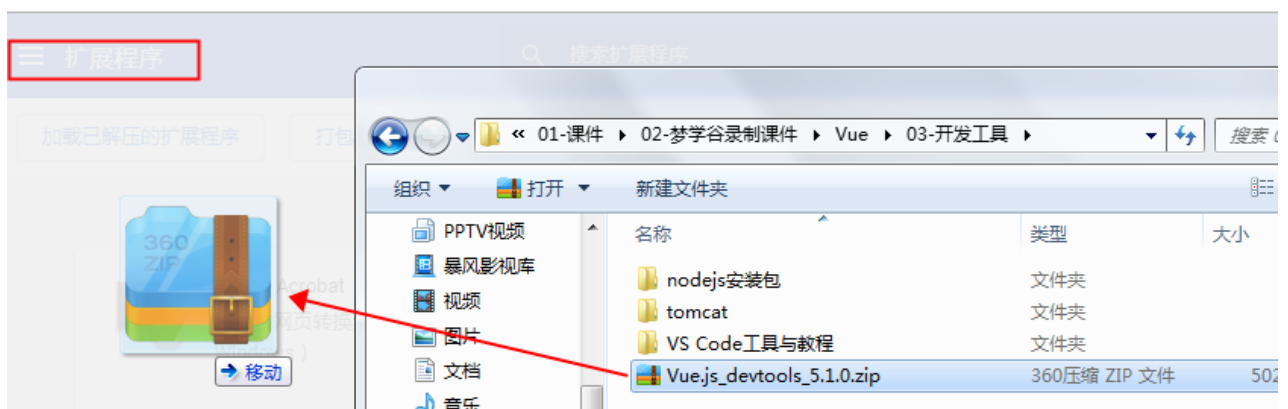 扩展程序
搜索扩展程序
加载已解压的扩展程序
打包
360
ZIP
Acrobat
网页转换
Windows )
移动
« 01-课件 ▸ 02-梦学谷录制课件 ▸ Vue ▸ 03-开发工具 ▸
搜索
组织 打开 新建文件夹
PPTV视频
暴风影视库
视频
图片
文档
音乐
名称 类型 大小
nodejs安装包 文件夹
tomcat 文件夹
VS Code工具与教程 文件夹
Vue.js_devtools_5.1.0.zip 360压缩 ZIP 文件 502